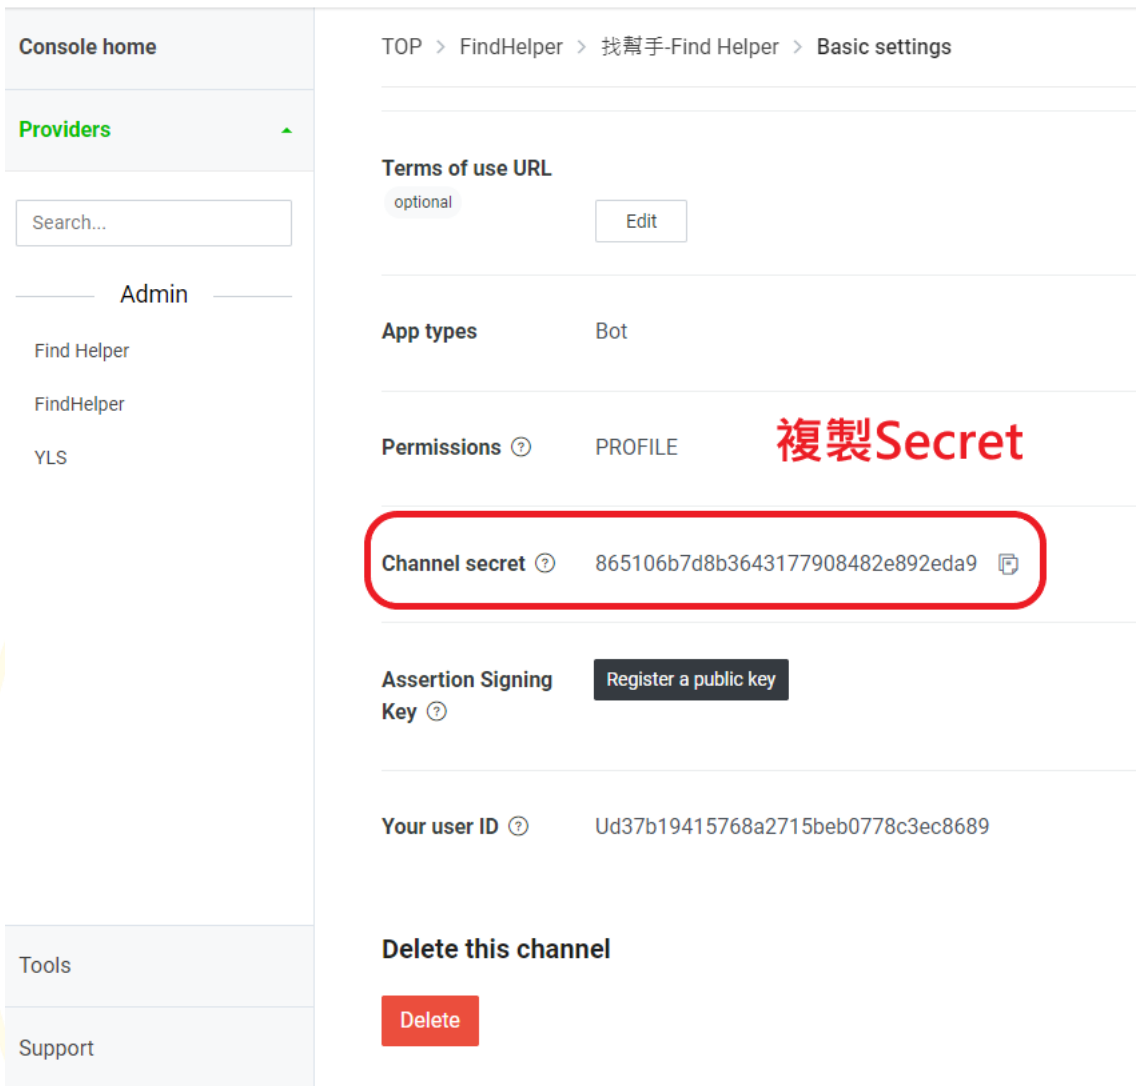 Console home
Providers
Search...
Admin
Find Helper
FindHelper
YLS
Tools
Support
TOP > FindHelper > 找幫手-Find Helper > Basic settings
Terms of use URL
optional
Edit
App types Bot
Permissions ? PROFILE
複製Secret
Channel secret ? 865106b7d8b3643177908482e892eda9
Assertion Signing
Key ?
Register a public key
Your user ID ? Ud37b19415768a2715beb0778c3ec8689
Delete this channel
Delete